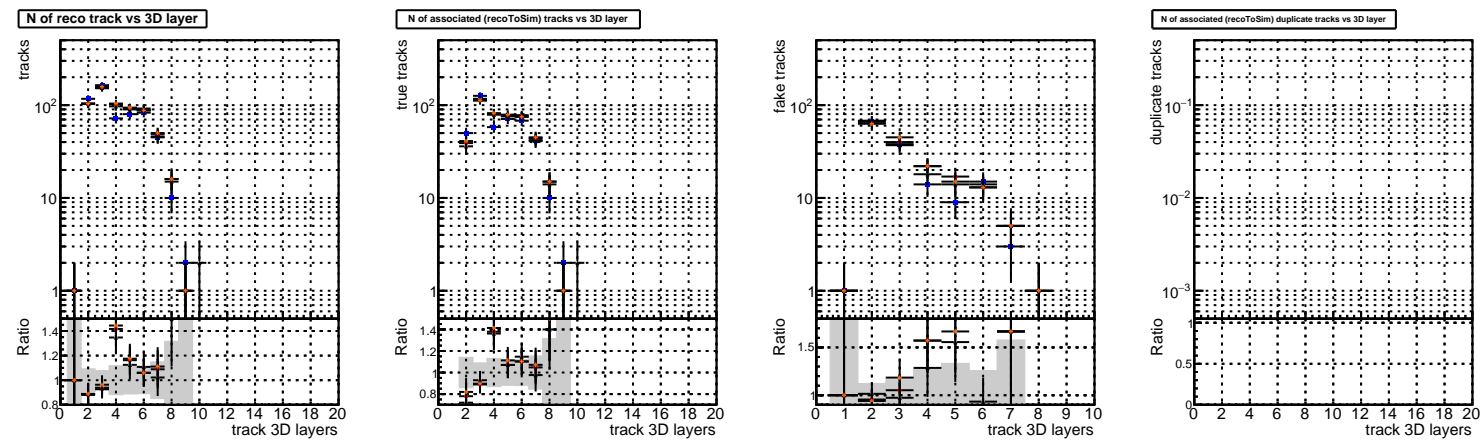 N of reco track vs 3D layer
tracks
10²
10
1
Ratio
1.4
1.2
1
0.8
0 2 4 6 8 10 12 14 16 18 20
track 3D layers
N of associated (recoToSim) tracks vs 3D layer
true tracks
10²
10
1
Ratio
1.4
1.2
1
0.8
0 2 4 6 8 10 12 14 16 18 20
track 3D layers
fake tracks
10²
10
1
Ratio
1.5
1
0 1 2 3 4 5 6 7 8 9 10
track 3D layers
N of associated (recoToSim) duplicate tracks vs 3D layer
duplicate tracks
10⁻¹
10⁻²
10⁻³
Ratio
1
0.5
0
0 2 4 6 8 10 12 14 16 18 20
track 3D layers